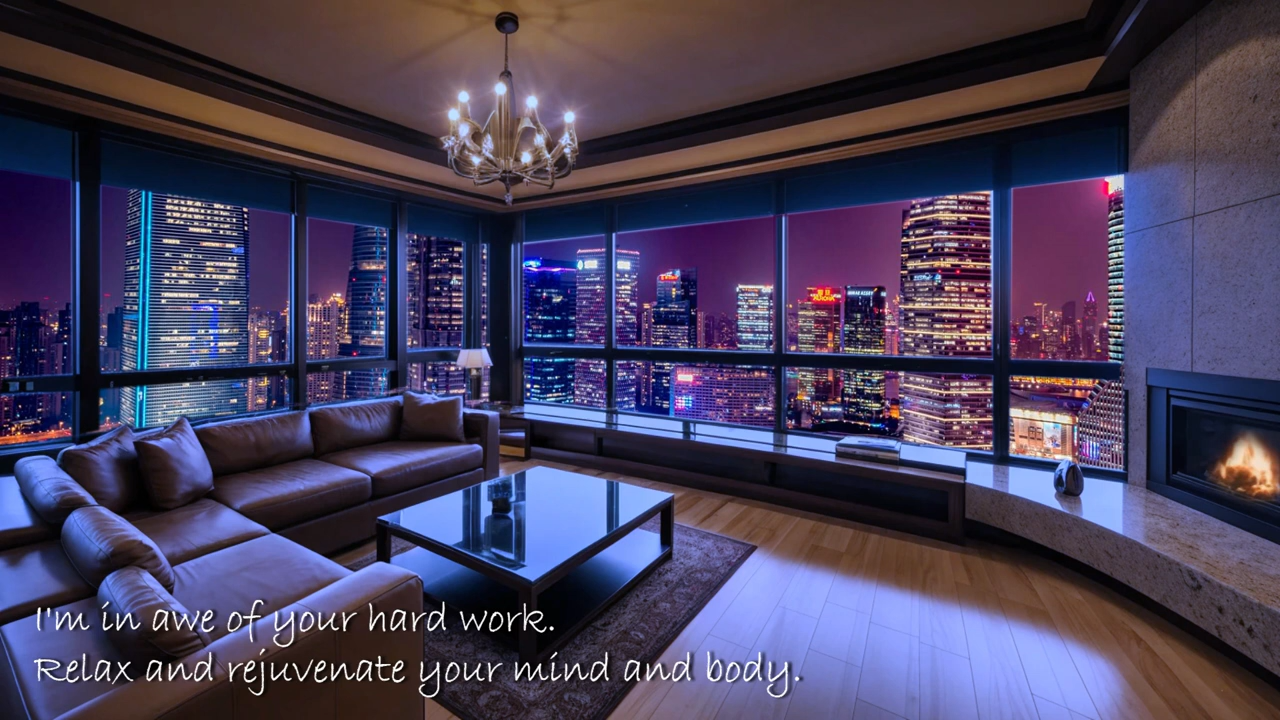 I'm in awe of your hard work.
Relax and rejuvenate your mind and body.